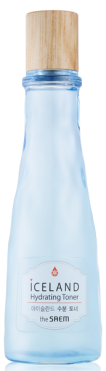 iCELAND
Hydrating Toner
아이슬란드 수분 토너
the SAEM